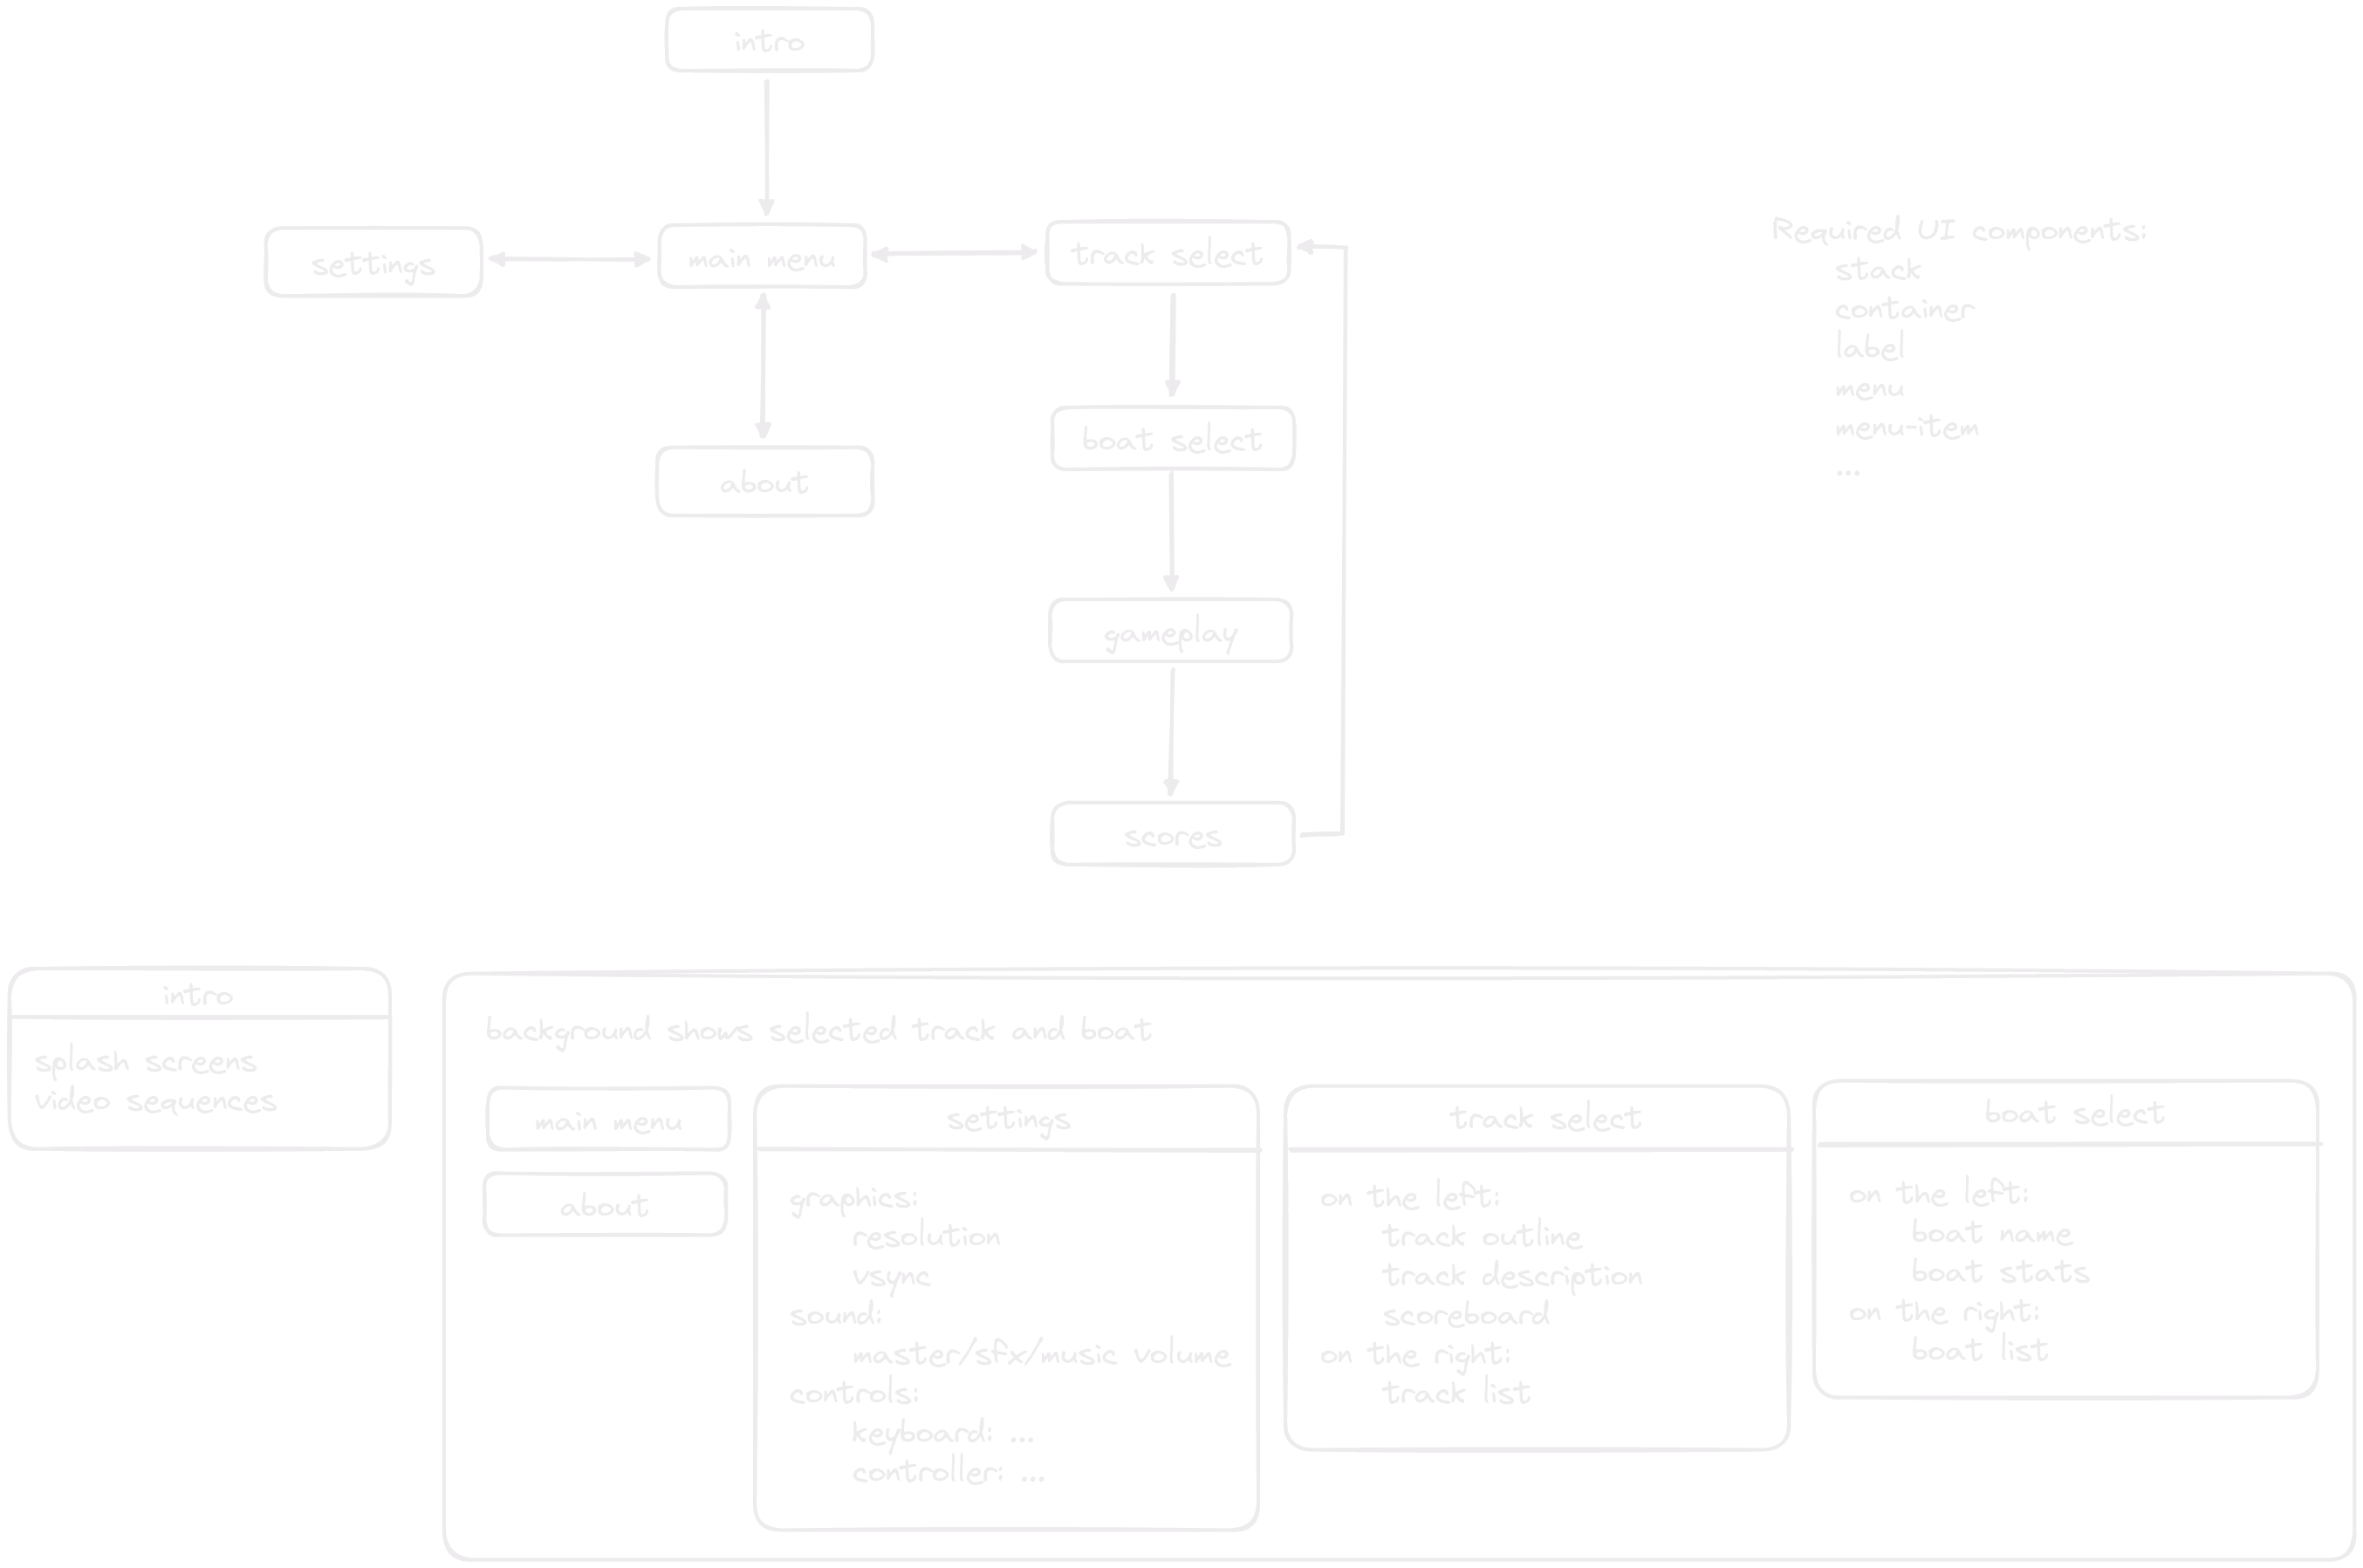 intro
settings
main menu
track select
about
boat select
gameplay
scores
Required UI components:
stack
container
label
menu
menu-item
...
intro
splash screens
video sequences
background shows selected track and boat
main menu
about
settings
graphics:
resolution
vsync
sound:
master/sfx/music volume
controls:
keyboard: ...
controller: ...
track select
on the left:
track outline
track description
scoreboard
on the right:
track list
boat select
on the left:
boat name
boat stats
on the right:
boat list